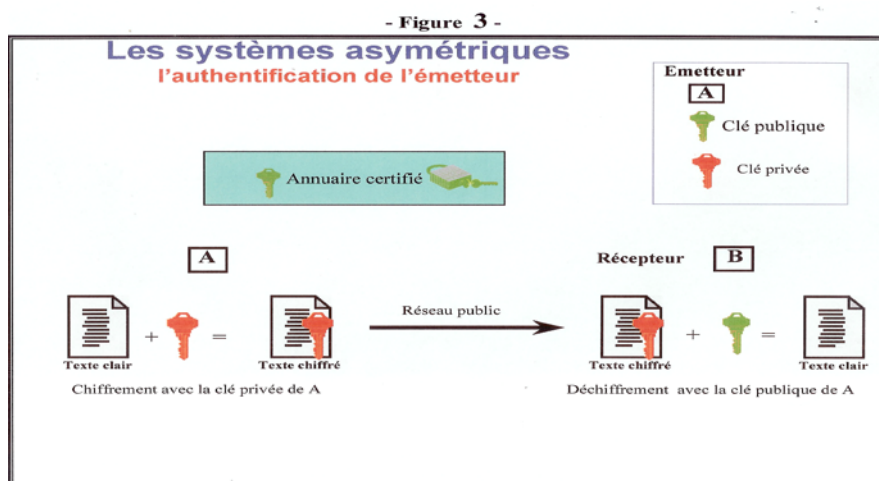 - Figure 3 -
Les systèmes asymétriques
l'authentification de l'émetteur
Emetteur
A
Clé publique
Clé privée
Annuaire certifié
A
Récepteur B
+ =
Réseau public
+ =
Texte clair
Texte chiffré
Texte chiffré
Texte clair
Chiffrement avec la clé privée de A
Déchiffrement avec la clé publique de A